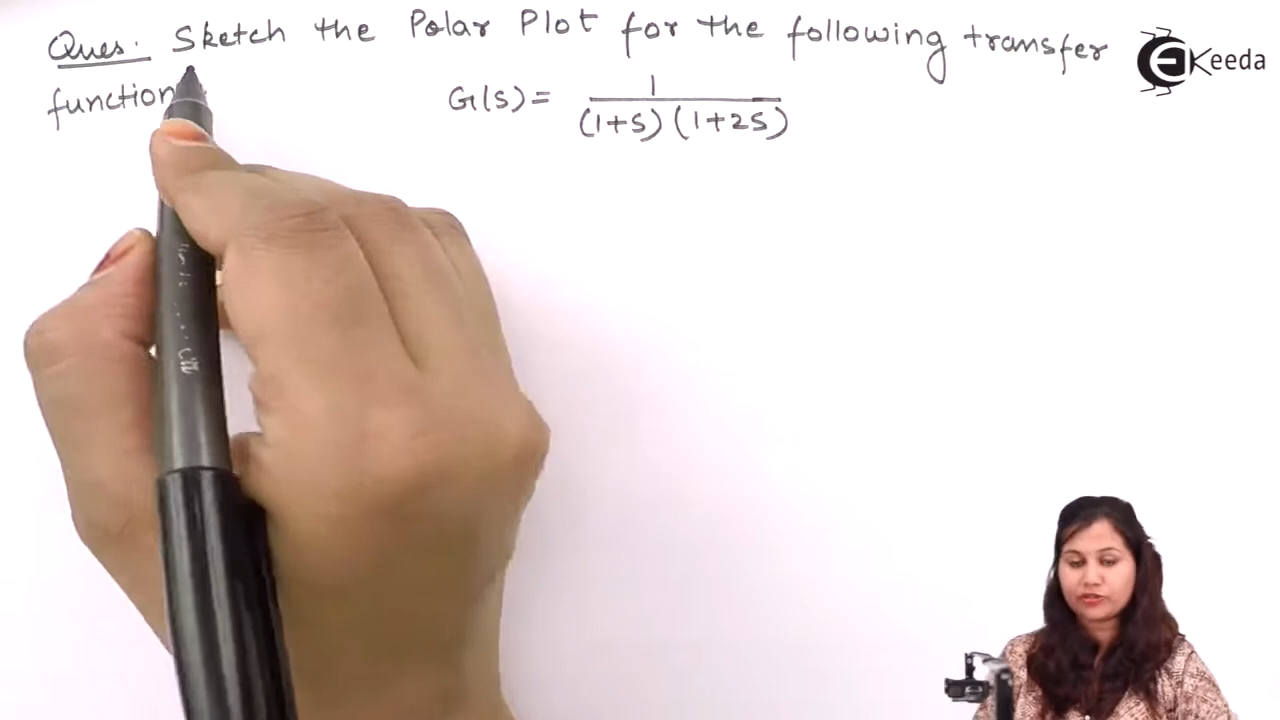 Ques. Sketch the Polar Plot for the following transfer
function
G(s) = 1
(1+s) (1+2s)
Keeda